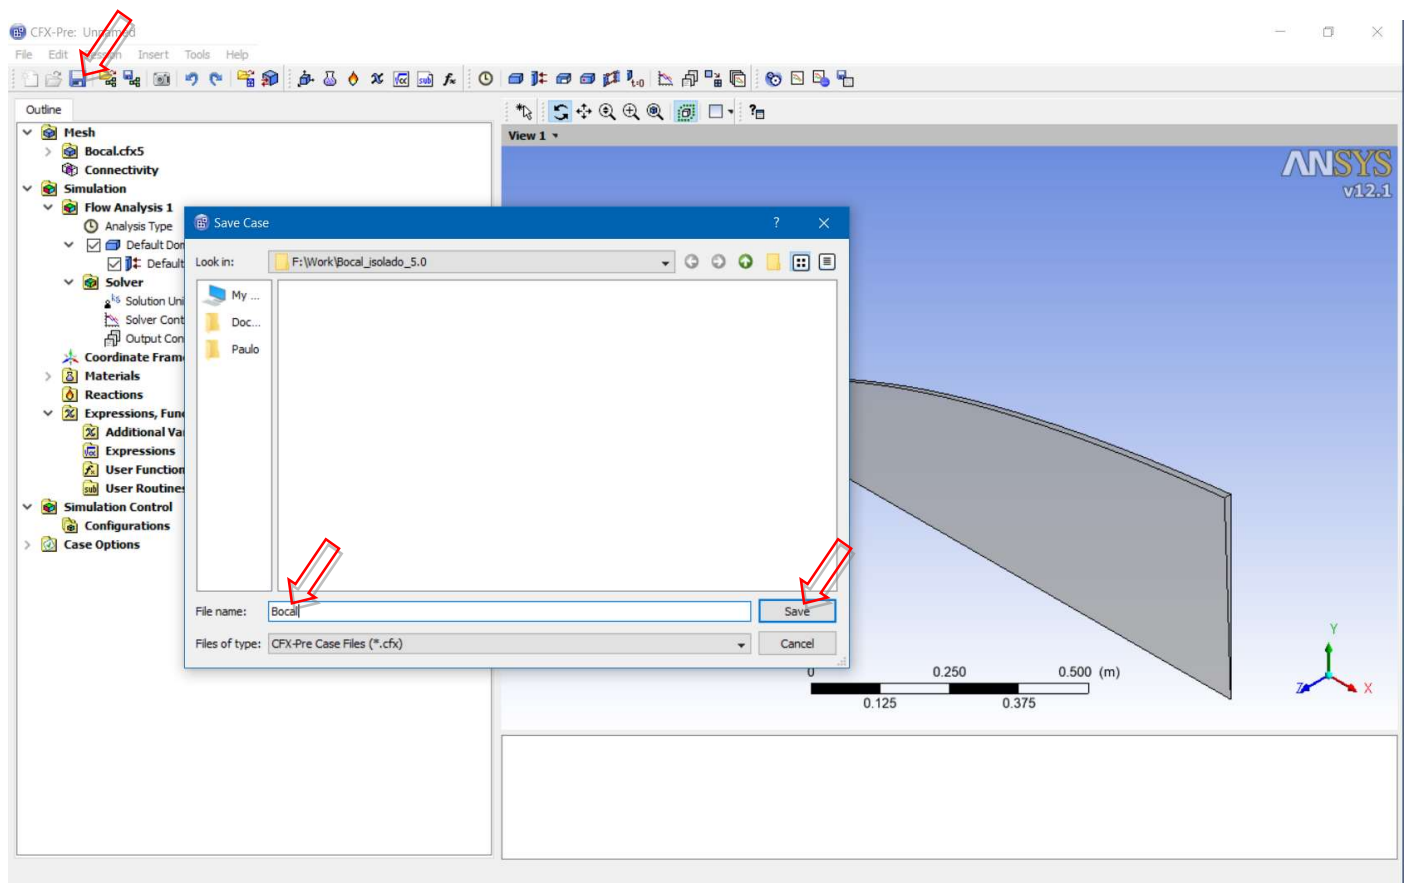 CFX-Pre: Unnamed
File Edit Session Insert Tools Help
Outline
Mesh
Bocal.cfx5
Connectivity
Simulation
Flow Analysis 1
Analysis Type
Default Dom
Default
Solver
Solution Uni
Solver Cont
Output Con
Coordinate Fram
Materials
Reactions
Expressions, Fun
Additional Va
Expressions
User Function
User Routines
Simulation Control
Configurations
Case Options
View 1
ANSYS
v12.1
Save Case
Look in: F:\Work\Bocal_isolado_5.0
My ...
Doc...
Paulo
File name: Bocal Save
Files of type: CFX-Pre Case Files (*.cfx) Cancel
0 0.250 0.500 (m)
0.125 0.375
Y
Z X